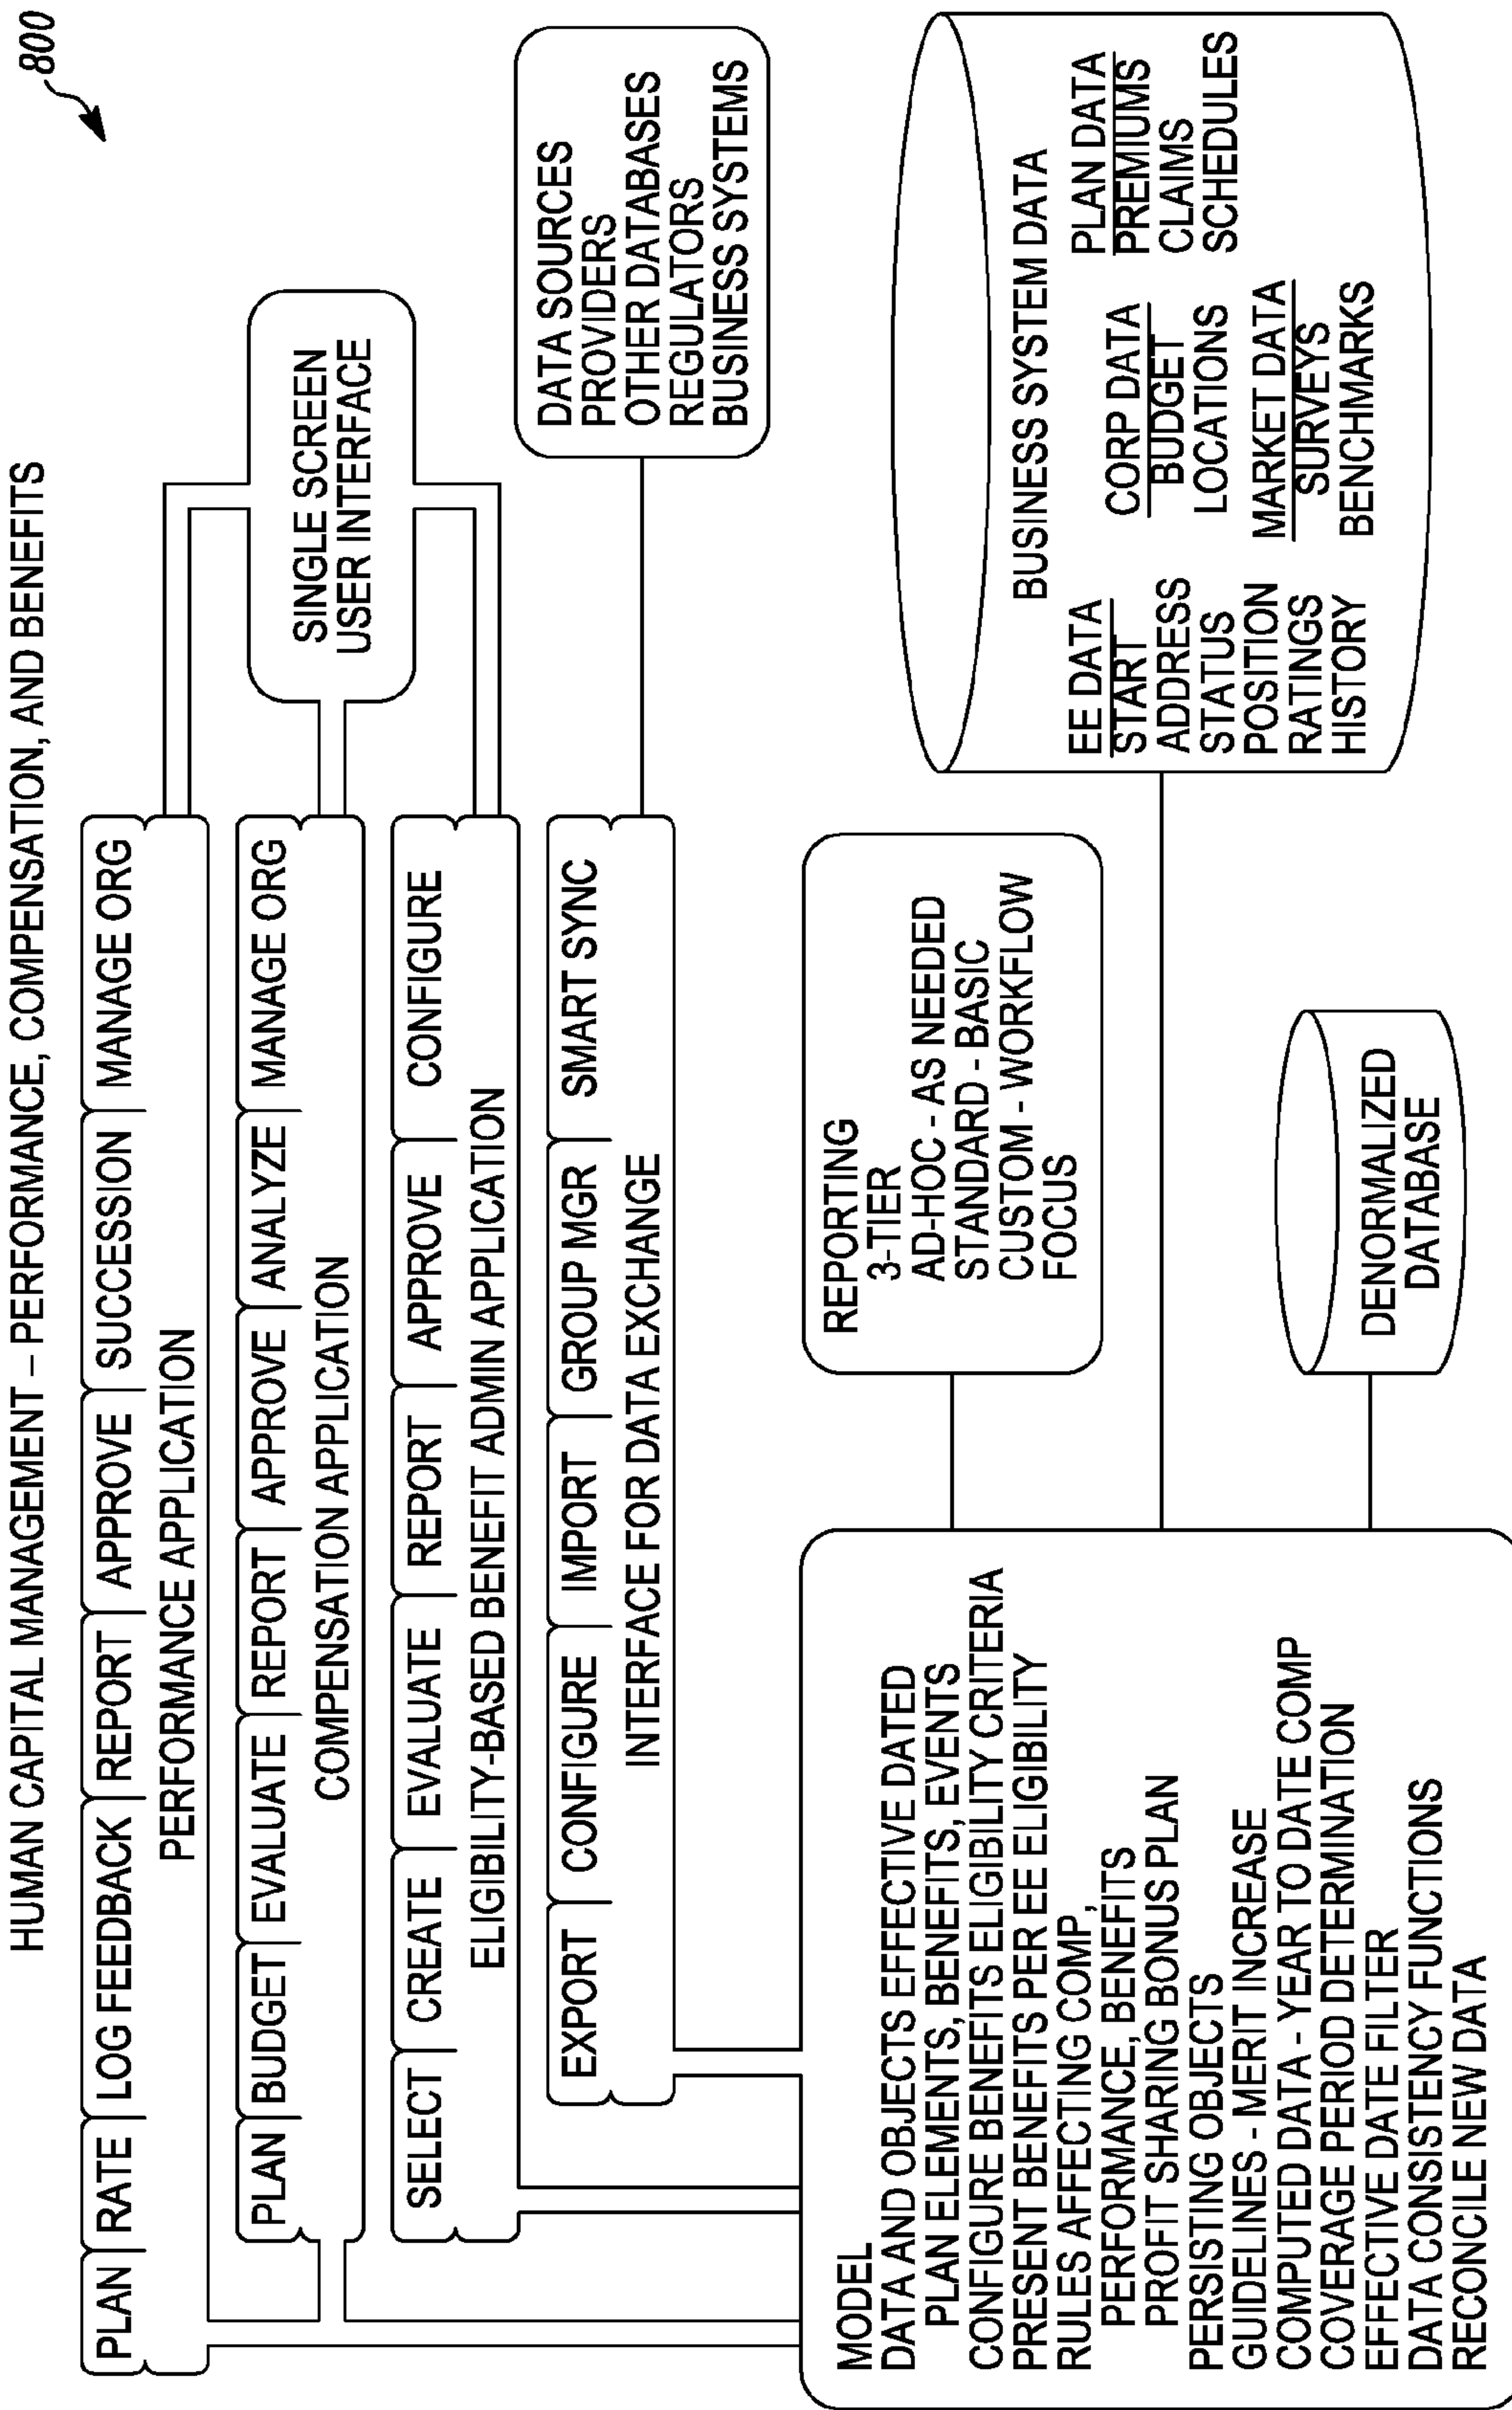 HUMAN CAPITAL MANAGEMENT – PERFORMANCE, COMPENSATION, AND BENEFITS
800
PLAN RATE LOG FEEDBACK REPORT APPROVE SUCCESSION MANAGE ORG
PERFORMANCE APPLICATION
PLAN BUDGET EVALUATE REPORT APPROVE ANALYZE MANAGE ORG
COMPENSATION APPLICATION
SELECT CREATE EVALUATE REPORT APPROVE CONFIGURE
ELIGIBILITY-BASED BENEFIT ADMIN APPLICATION
EXPORT CONFIGURE IMPORT GROUP MGR SMART SYNC
INTERFACE FOR DATA EXCHANGE
SINGLE SCREEN
USER INTERFACE
DATA SOURCES
PROVIDERS
OTHER DATABASES
REGULATORS
BUSINESS SYSTEMS
MODEL
DATA AND OBJECTS EFFECTIVE DATED
PLAN ELEMENTS, BENEFITS, EVENTS
CONFIGURE BENEFITS ELIGIBILITY CRITERIA
PRESENT BENEFITS PER EE ELIGIBILITY
RULES AFFECTING COMP,
PERFORMANCE, BENEFITS
PROFIT SHARING BONUS PLAN
PERSISTING OBJECTS
GUIDELINES - MERIT INCREASE
COMPUTED DATA - YEAR TO DATE COMP
COVERAGE PERIOD DETERMINATION
EFFECTIVE DATE FILTER
DATA CONSISTENCY FUNCTIONS
RECONCILE NEW DATA
REPORTING
3-TIER
AD-HOC - AS NEEDED
STANDARD - BASIC
CUSTOM - WORKFLOW
FOCUS
DENORMALIZED
DATABASE
BUSINESS SYSTEM DATA
EE DATA
START
ADDRESS
STATUS
POSITION
RATINGS
HISTORY
CORP DATA
BUDGET
LOCATIONS
MARKET DATA
SURVEYS
BENCHMARKS
PLAN DATA
PREMIUMS
CLAIMS
SCHEDULES